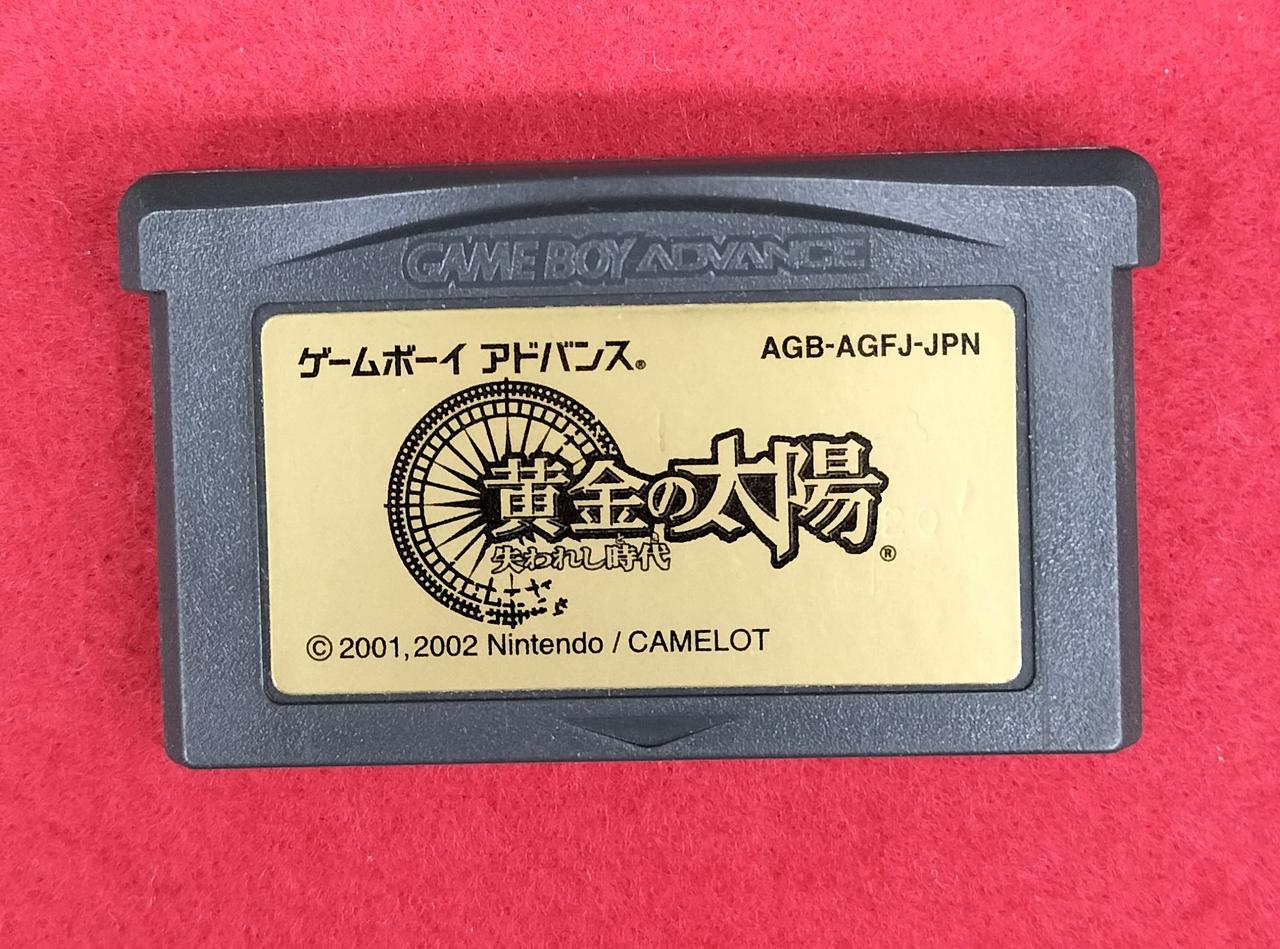 GAME BOY ADVANCE
ゲームボーイ アドバンス®
AGB-AGFJ-JPN
黄金の太陽®
失われし時代
© 2001,2002 Nintendo / CAMELOT